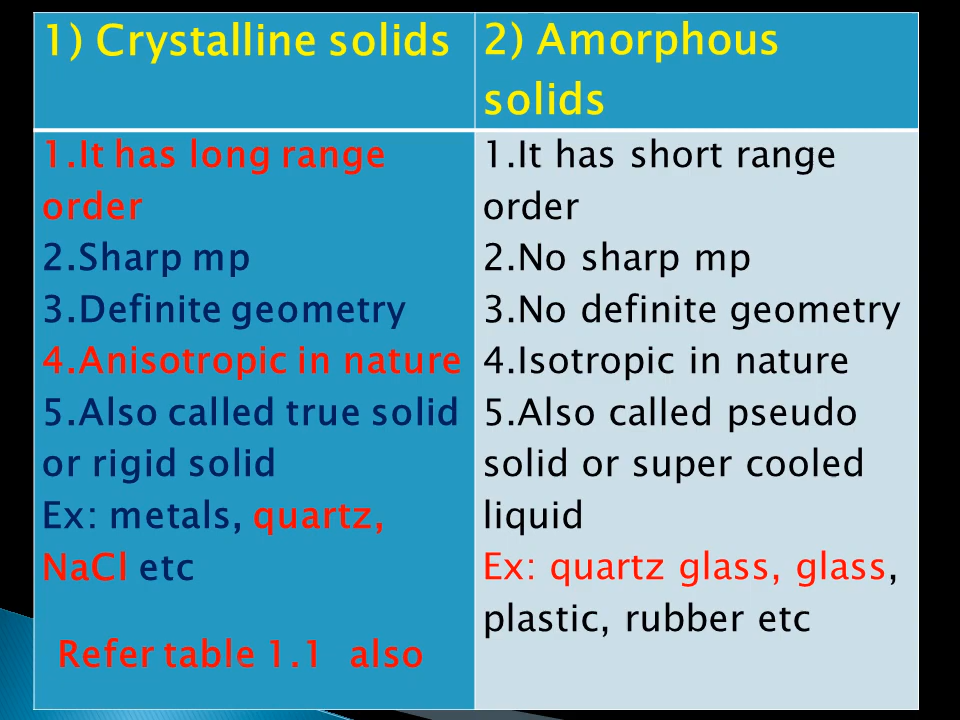 1) Crystalline solids
2) Amorphous
solids
1.It has long range
order
2.Sharp mp
3.Definite geometry
4.Anisotropic in nature
5.Also called true solid
or rigid solid
Ex: metals, quartz,
NaCl etc
Refer table 1.1 also
1.It has short range
order
2.No sharp mp
3.No definite geometry
4.Isotropic in nature
5.Also called pseudo
solid or super cooled
liquid
Ex: quartz glass, glass,
plastic, rubber etc